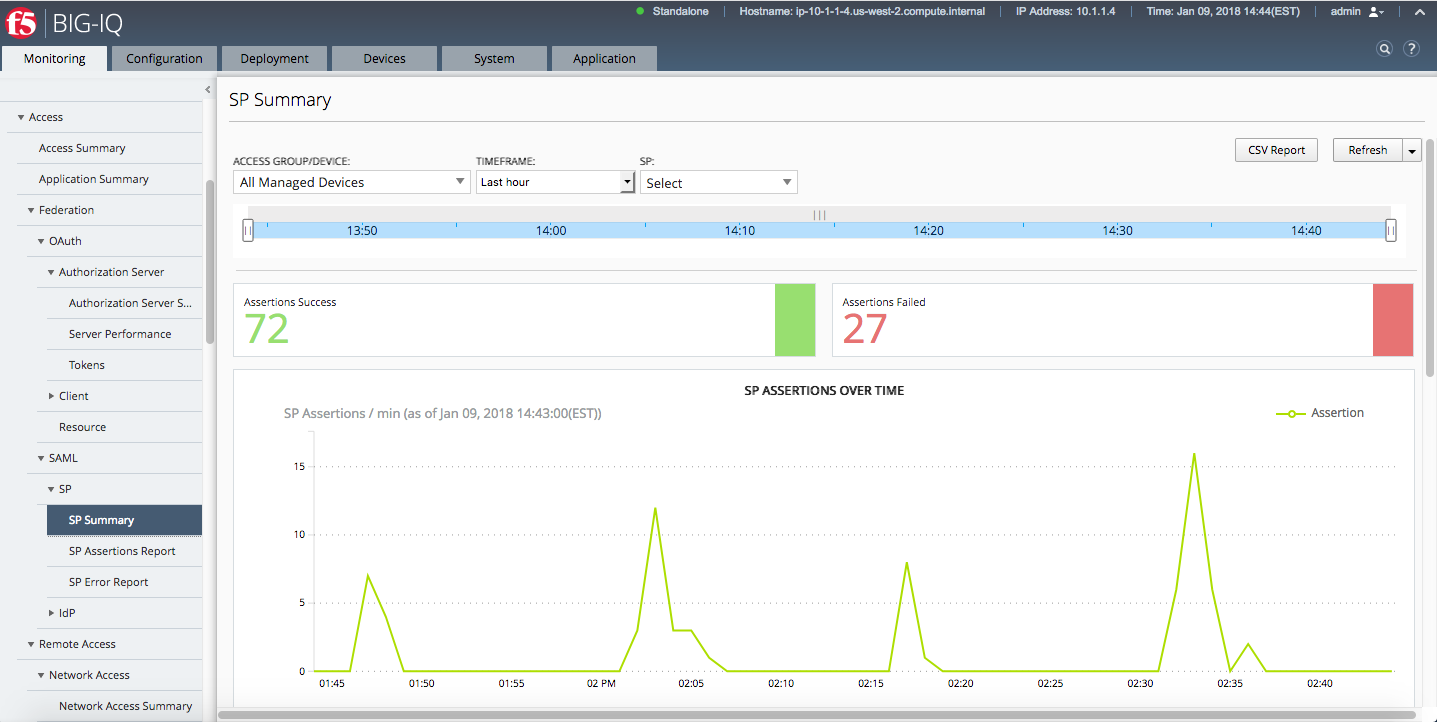 f5 BIG-IQ
Standalone Hostname: ip-10-1-1-4.us-west-2.compute.internal IP Address: 10.1.1.4 Time: Jan 09, 2018 14:44(EST) admin
Monitoring Configuration Deployment Devices System Application
?
Access
Access Summary
Application Summary
Federation
OAuth
Authorization Server
Authorization Server S...
Server Performance
Tokens
Client
Resource
SAML
SP
SP Summary
SP Assertions Report
SP Error Report
IdP
Remote Access
Network Access
Network Access Summary
SP Summary
CSV Report Refresh
ACCESS GROUP/DEVICE: TIMEFRAME: SP:
All Managed Devices Last hour Select
13:50 14:00 14:10 14:20 14:30 14:40
Assertions Success
72
Assertions Failed
27
SP ASSERTIONS OVER TIME
SP Assertions / min (as of Jan 09, 2018 14:43:00(EST))
Assertion
15
10
5
0
01:45 01:50 01:55 02 PM 02:05 02:10 02:15 02:20 02:25 02:30 02:35 02:40